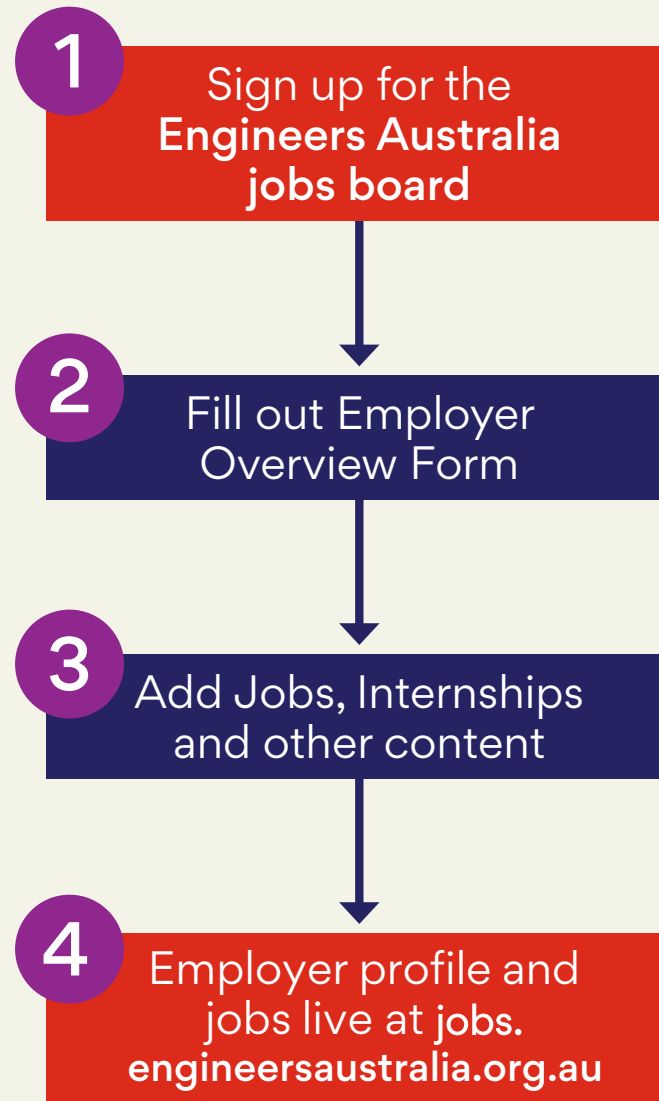 1
Sign up for the
Engineers Australia
jobs board
2
Fill out Employer
Overview Form
3
Add Jobs, Internships
and other content
4
Employer profile and
jobs live at jobs.
engineersaustralia.org.au